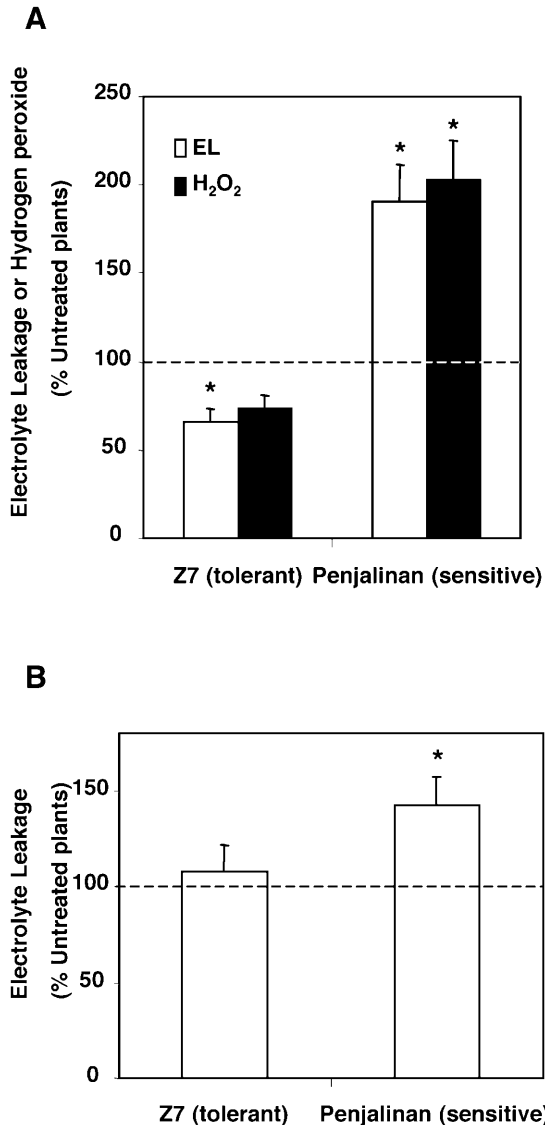 A
Electrolyte Leakage or Hydrogen peroxide
(% Untreated plants)
250
200
150
100
50
0
EL
H₂O₂
*
*
*
Z7 (tolerant) Penjalinan (sensitive)
B
Electrolyte Leakage
(% Untreated plants)
150
100
50
0
*
Z7 (tolerant) Penjalinan (sensitive)